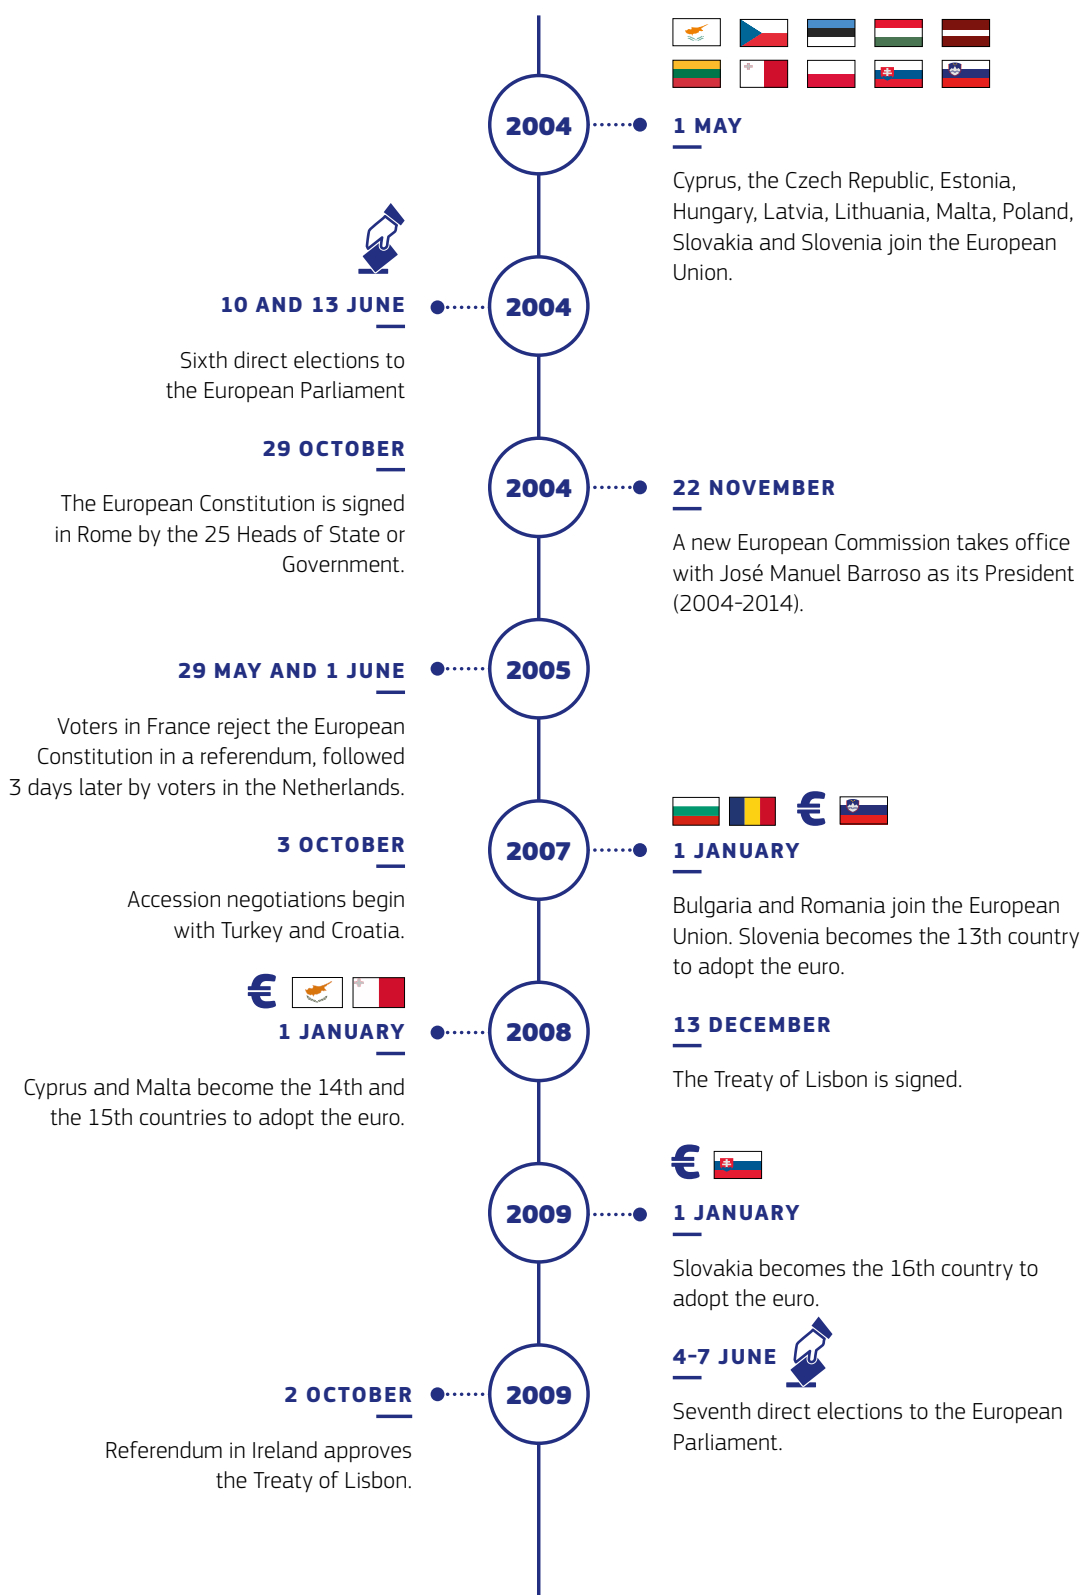 2004
1 MAY
Cyprus, the Czech Republic, Estonia,
Hungary, Latvia, Lithuania, Malta, Poland,
Slovakia and Slovenia join the European
Union.
2004
10 AND 13 JUNE
Sixth direct elections to
the European Parliament
29 OCTOBER
The European Constitution is signed
in Rome by the 25 Heads of State or
Government.
2004
22 NOVEMBER
A new European Commission takes office
with José Manuel Barroso as its President
(2004-2014).
2005
29 MAY AND 1 JUNE
Voters in France reject the European
Constitution in a referendum, followed
3 days later by voters in the Netherlands.
3 OCTOBER
Accession negotiations begin
with Turkey and Croatia.
2007
€
1 JANUARY
Bulgaria and Romania join the European
Union. Slovenia becomes the 13th country
to adopt the euro.
13 DECEMBER
The Treaty of Lisbon is signed.
2008
€
1 JANUARY
Cyprus and Malta become the 14th and
the 15th countries to adopt the euro.
2009
€
1 JANUARY
Slovakia becomes the 16th country to
adopt the euro.
4-7 JUNE
Seventh direct elections to the European
Parliament.
2009
2 OCTOBER
Referendum in Ireland approves
the Treaty of Lisbon.